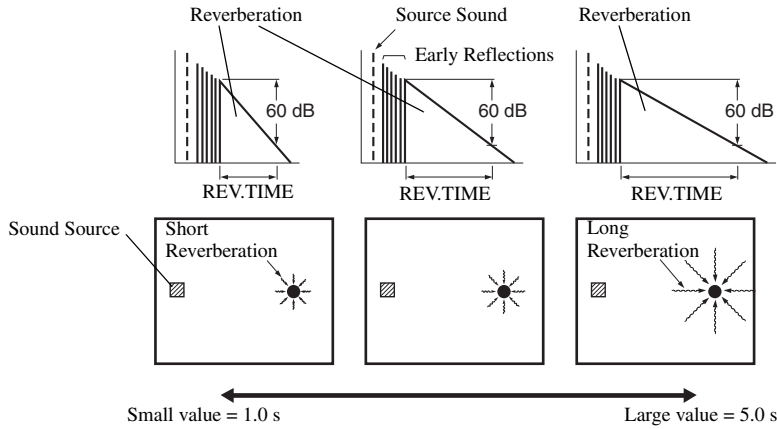 Reverberation
Source Sound
Reverberation
Early Reflections
60 dB
60 dB
60 dB
REV.TIME
REV.TIME
REV.TIME
Sound Source
Short
Reverberation
Long
Reverberation
Small value = 1.0 s
Large value = 5.0 s